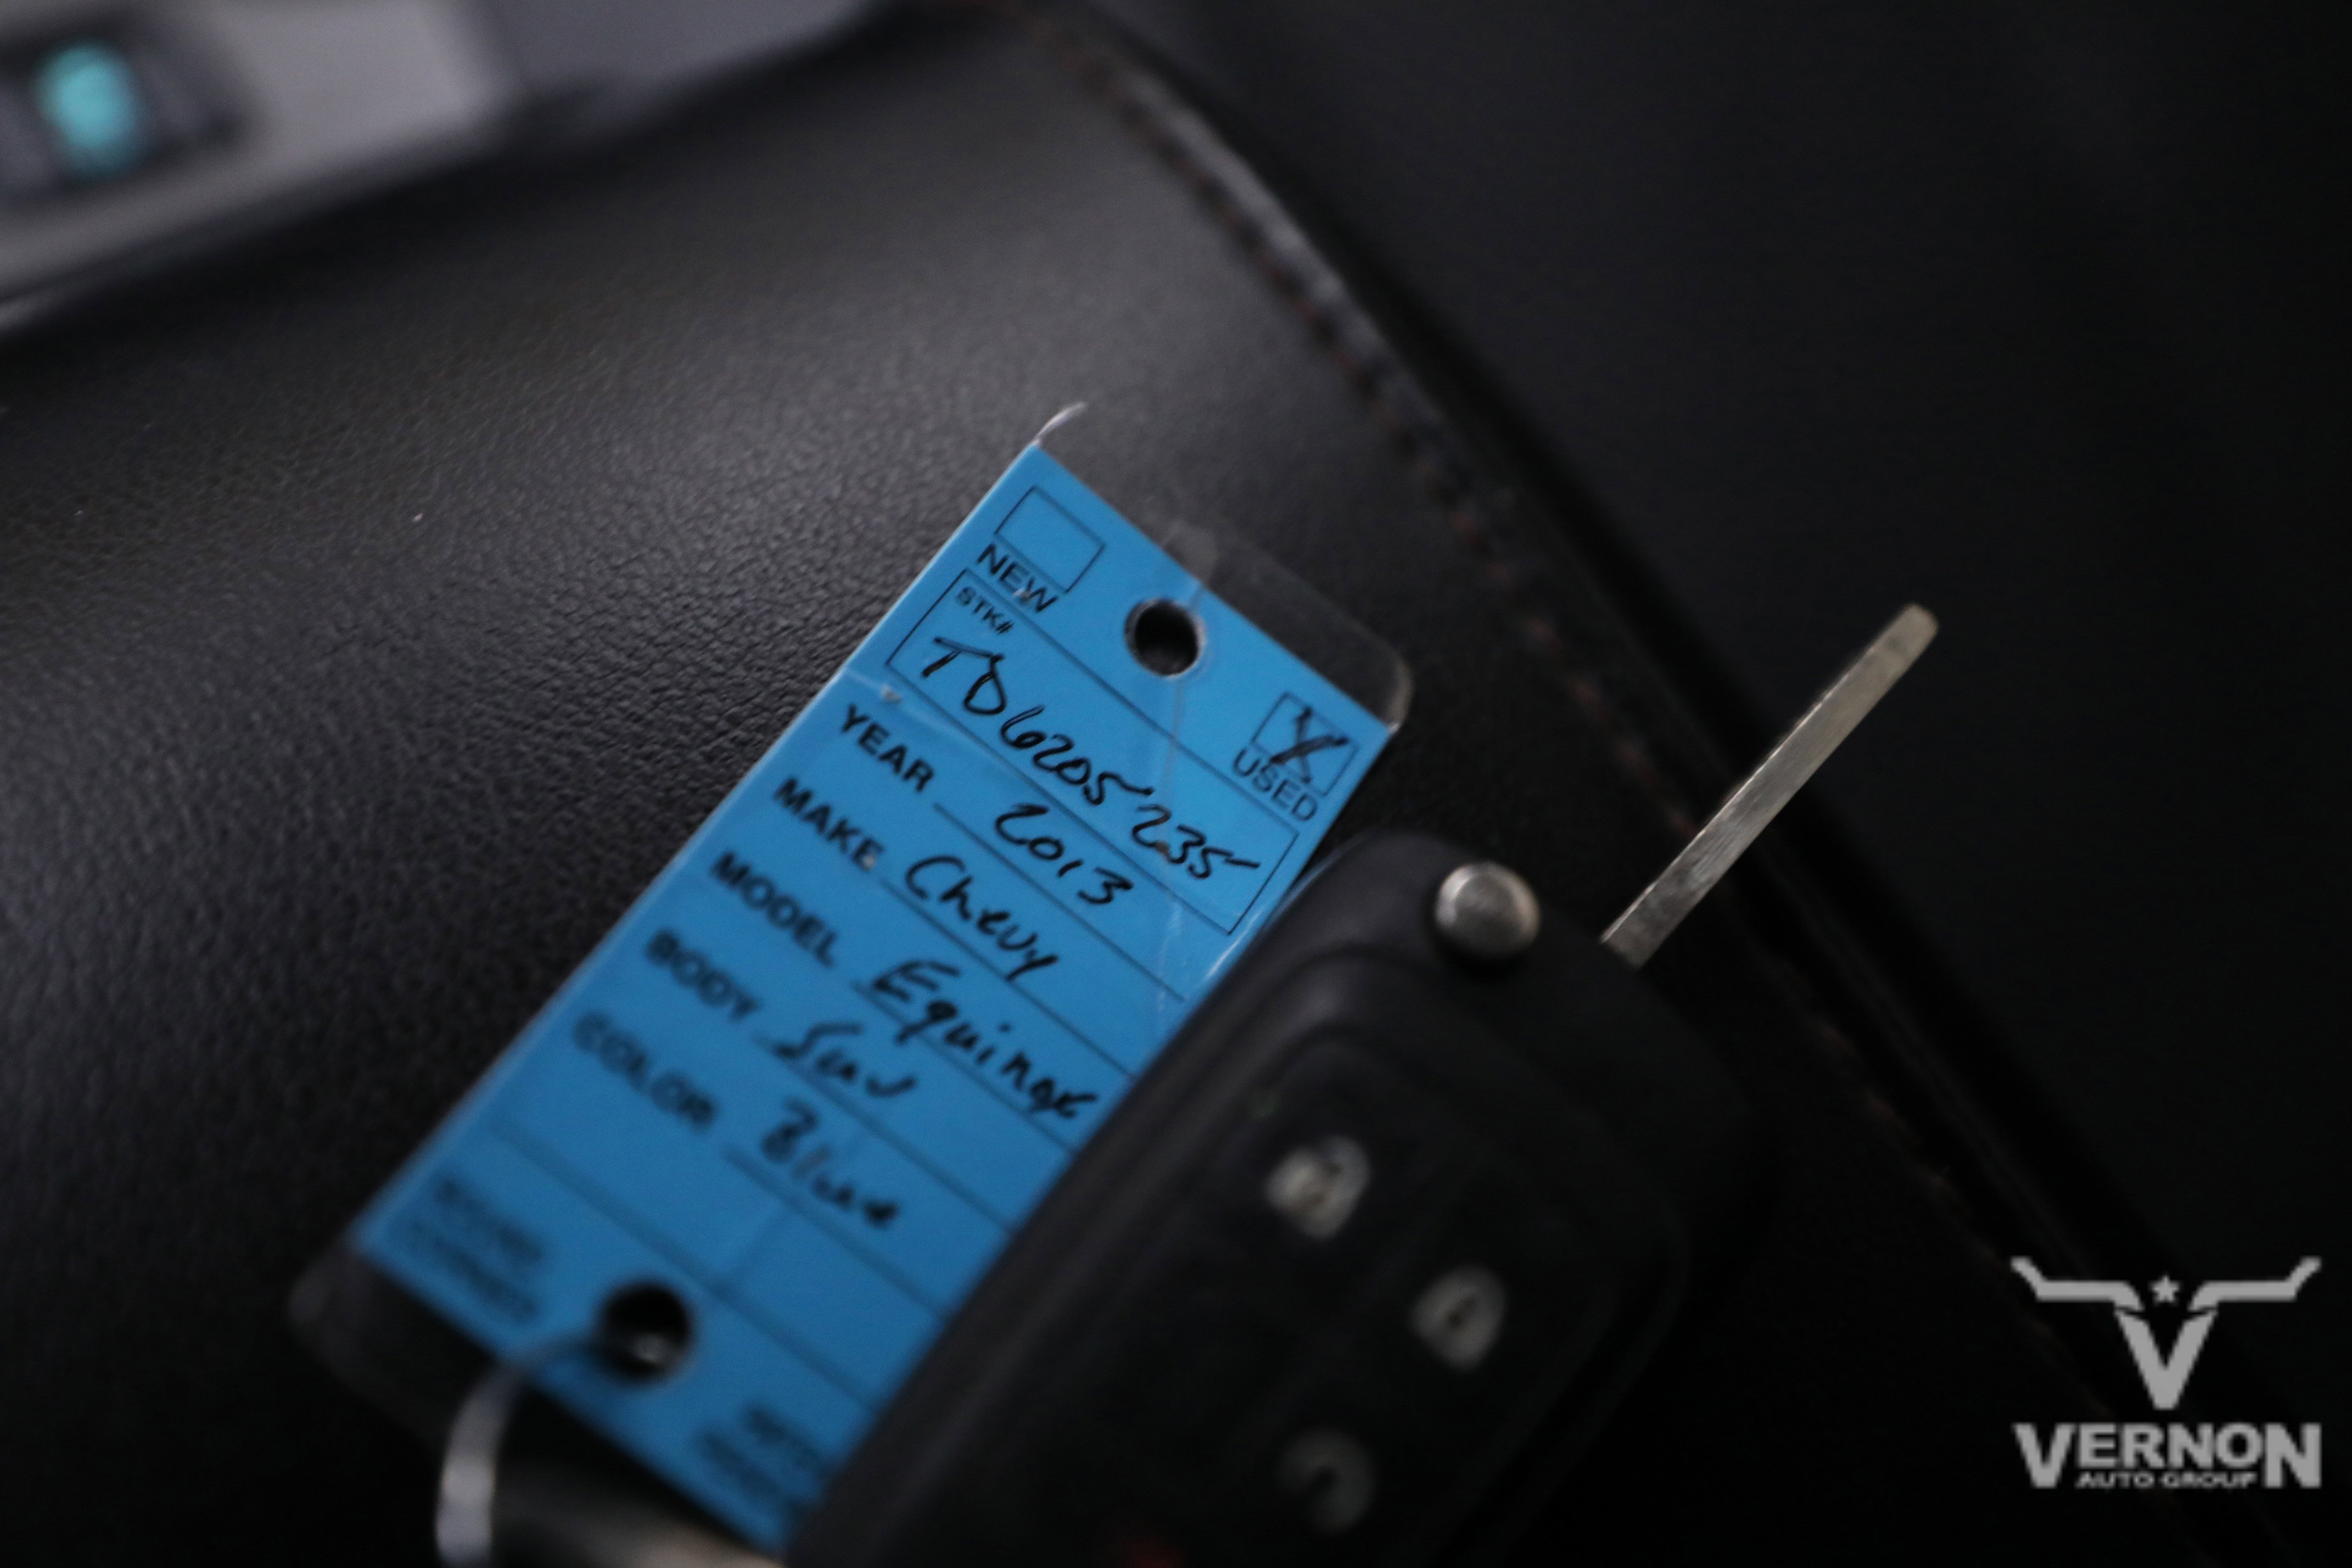 NEW
X USED
STK#
TD6205235
YEAR 2013
MAKE Chevy
MODEL Equinox
BODY Suv
COLOR Blue
VERNON
AUTO GROUP